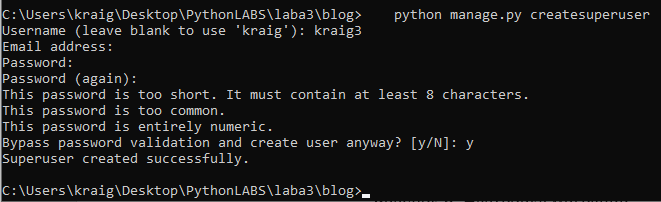 C:\Users\kraig\Desktop\PythonLABS\laba3\blog>    python manage.py createsuperuser
Username (leave blank to use 'kraig'): kraig3
Email address:
Password:
Password (again):
This password is too short. It must contain at least 8 characters.
This password is too common.
This password is entirely numeric.
Bypass password validation and create user anyway? [y/N]: y
Superuser created successfully.
C:\Users\kraig\Desktop\PythonLABS\laba3\blog>